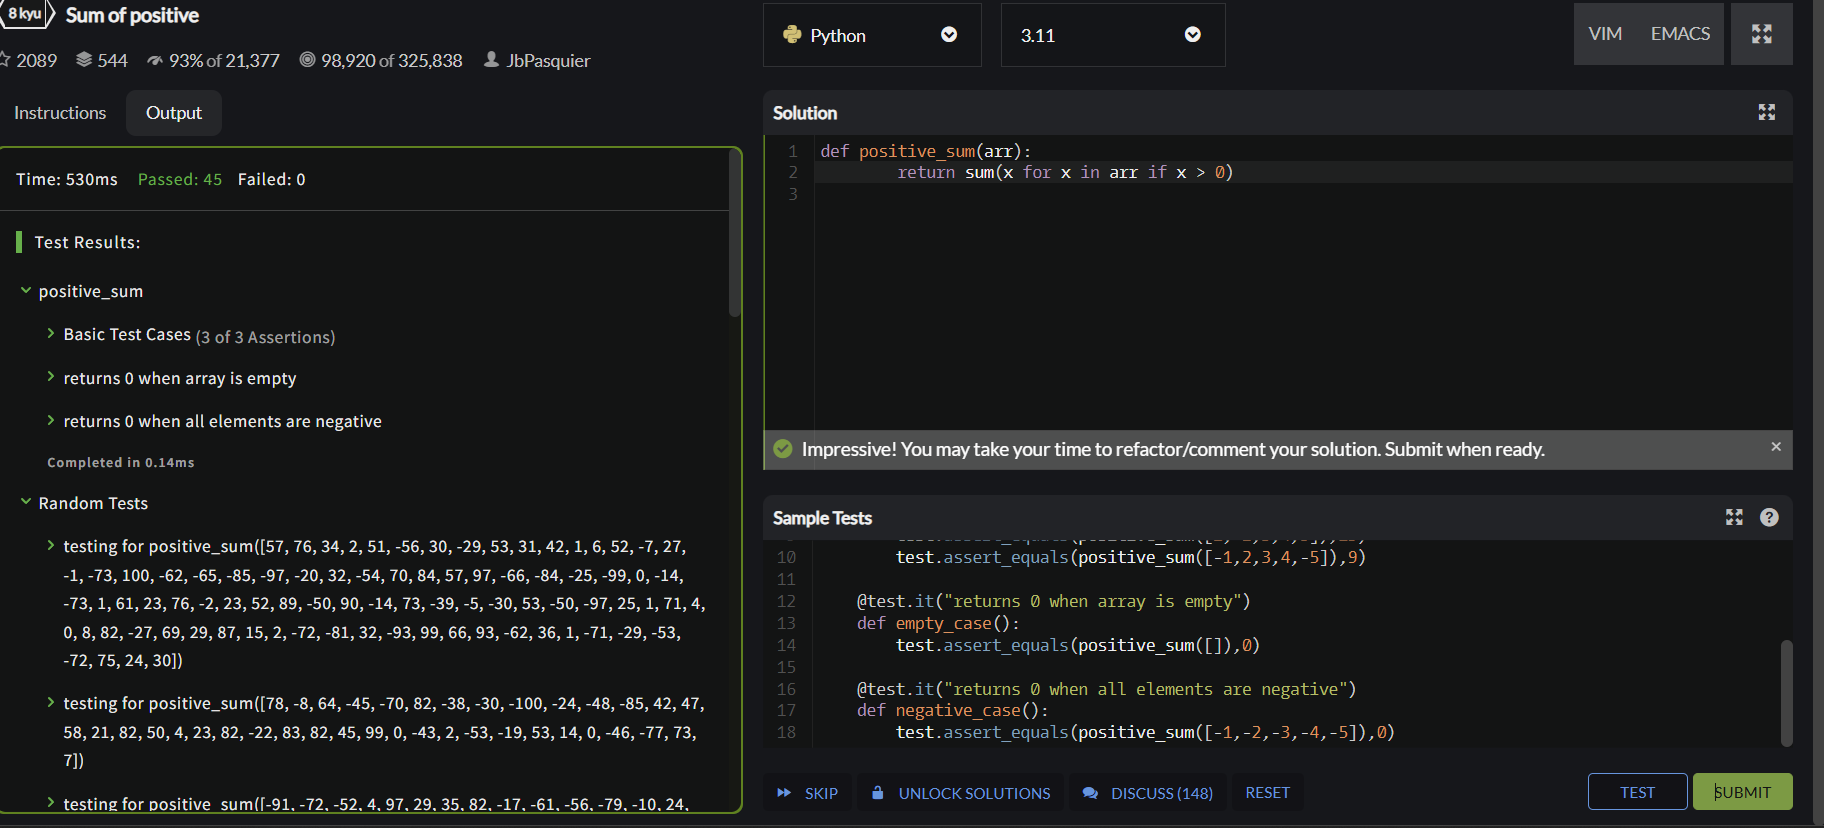 8 kyu Sum of positive
2089 544 93% of 21,377 98,920 of 325,838 JbPasquier
Instructions Output
Time: 530ms Passed: 45 Failed: 0
Test Results:
positive_sum
Basic Test Cases (3 of 3 Assertions)
returns 0 when array is empty
returns 0 when all elements are negative
Completed in 0.14ms
Random Tests
testing for positive_sum([57, 76, 34, 2, 51, -56, 30, -29, 53, 31, 42, 1, 6, 52, -7, 27,
-1, -73, 100, -62, -65, -85, -97, -20, 32, -54, 70, 84, 57, 97, -66, -84, -25, -99, 0, -14,
-73, 1, 61, 23, 76, -2, 23, 52, 89, -50, 90, -14, 73, -39, -5, -30, 53, -50, -97, 25, 1, 71, 4,
0, 8, 82, -27, 69, 29, 87, 15, 2, -72, -81, 32, -93, 99, 66, 93, -62, 36, 1, -71, -29, -53,
-72, 75, 24, 30])
testing for positive_sum([78, -8, 64, -45, -70, 82, -38, -30, -100, -24, -48, -85, 42, 47,
58, 21, 82, 50, 4, 23, 82, -22, 83, 82, 45, 99, 0, -43, 2, -53, -19, 53, 14, 0, -46, -77, 73,
7])
testing for positive_sum([-91, -72, -52, 4, 97, 29, 35, 82, -17, -61, -56, -79, -10, 24,
Python 3.11 VIM EMACS
Solution
1 def positive_sum(arr):
2 return sum(x for x in arr if x > 0)
3
Impressive! You may take your time to refactor/comment your solution. Submit when ready.
Sample Tests
10 test.assert_equals(positive_sum([-1,2,3,4,-5]),9)
11
12 @test.it("returns 0 when array is empty")
13 def empty_case():
14 test.assert_equals(positive_sum([]),0)
15
16 @test.it("returns 0 when all elements are negative")
17 def negative_case():
18 test.assert_equals(positive_sum([-1,-2,-3,-4,-5]),0)
SKIP UNLOCK SOLUTIONS DISCUSS (148) RESET TEST SUBMIT